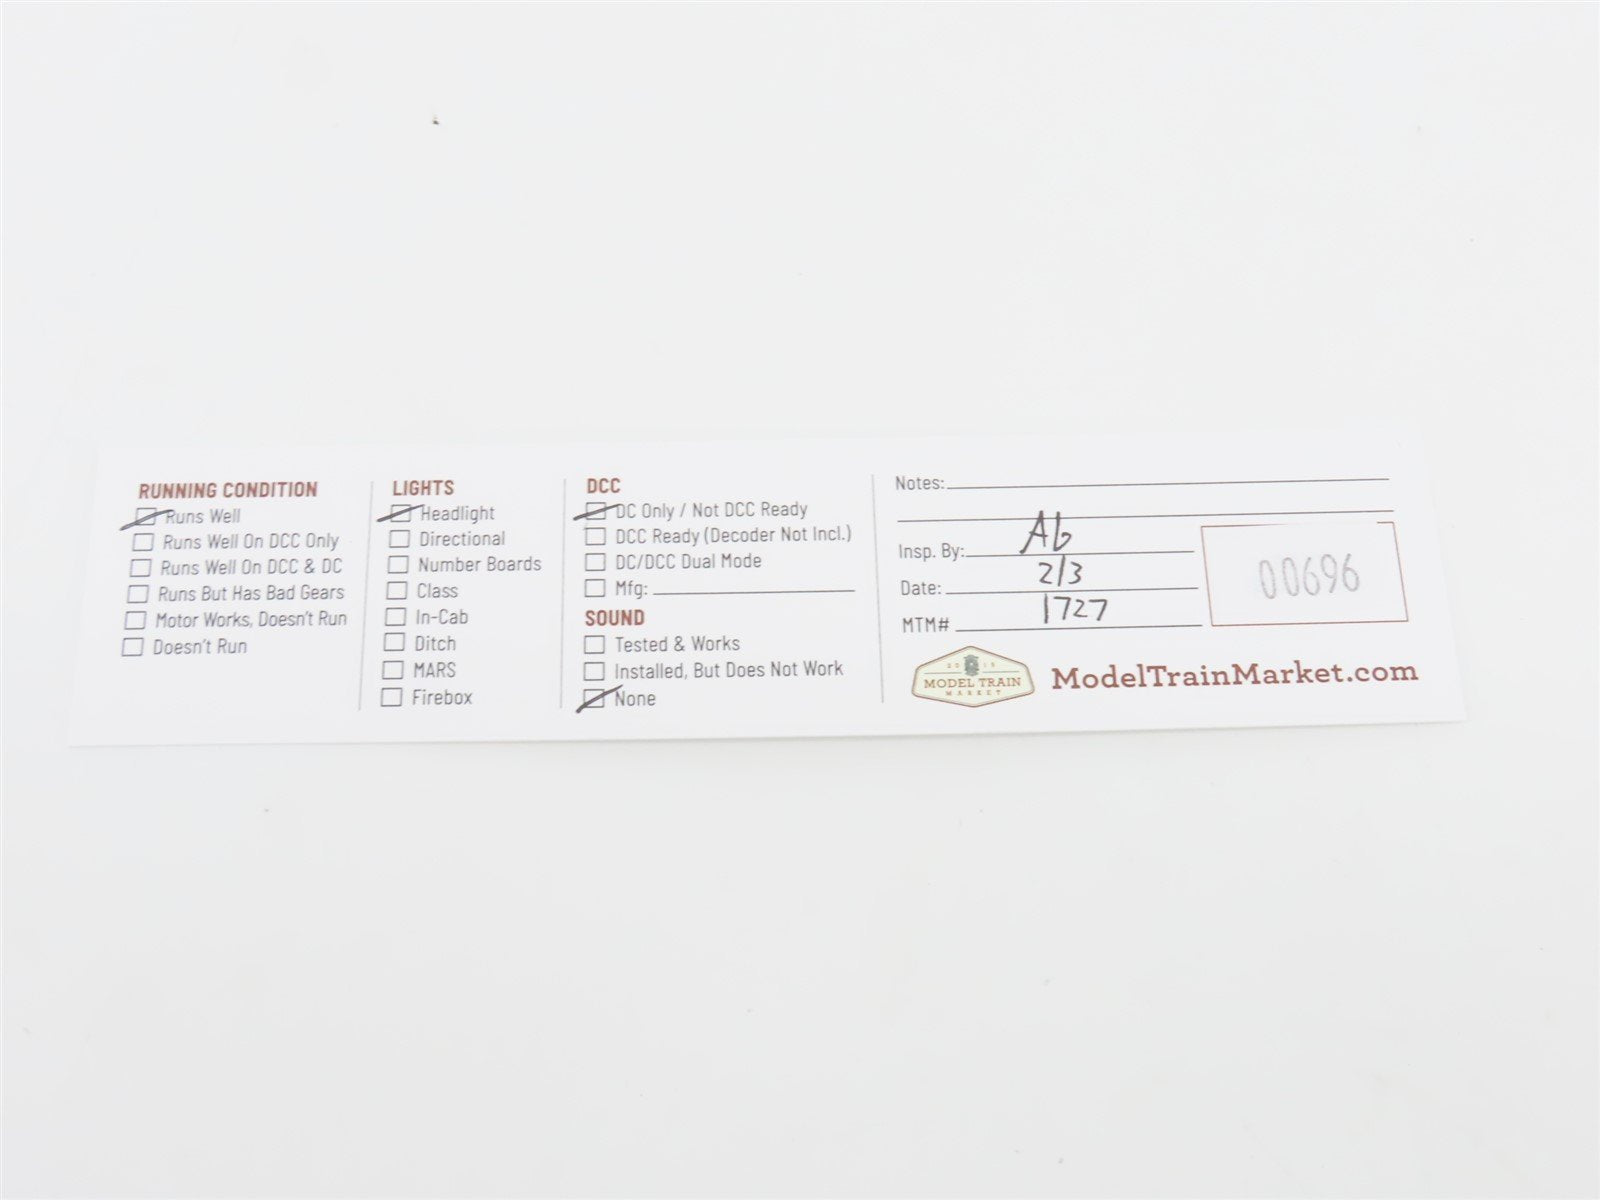 RUNNING CONDITION
Runs Well
Runs Well On DCC Only
Runs Well On DCC & DC
Runs But Has Bad Gears
Motor Works, Doesn't Run
Doesn't Run
LIGHTS
Headlight
Directional
Number Boards
Class
In-Cab
Ditch
MARS
Firebox
DCC
DC Only / Not DCC Ready
DCC Ready (Decoder Not Incl.)
DC/DCC Dual Mode
Mfg:
SOUND
Tested & Works
Installed, But Does Not Work
None
Notes:
Insp. By: Ab
Date: 2/3
MTM# 1727
00696
2015
MODEL TRAIN
MARKET
ModelTrainMarket.com